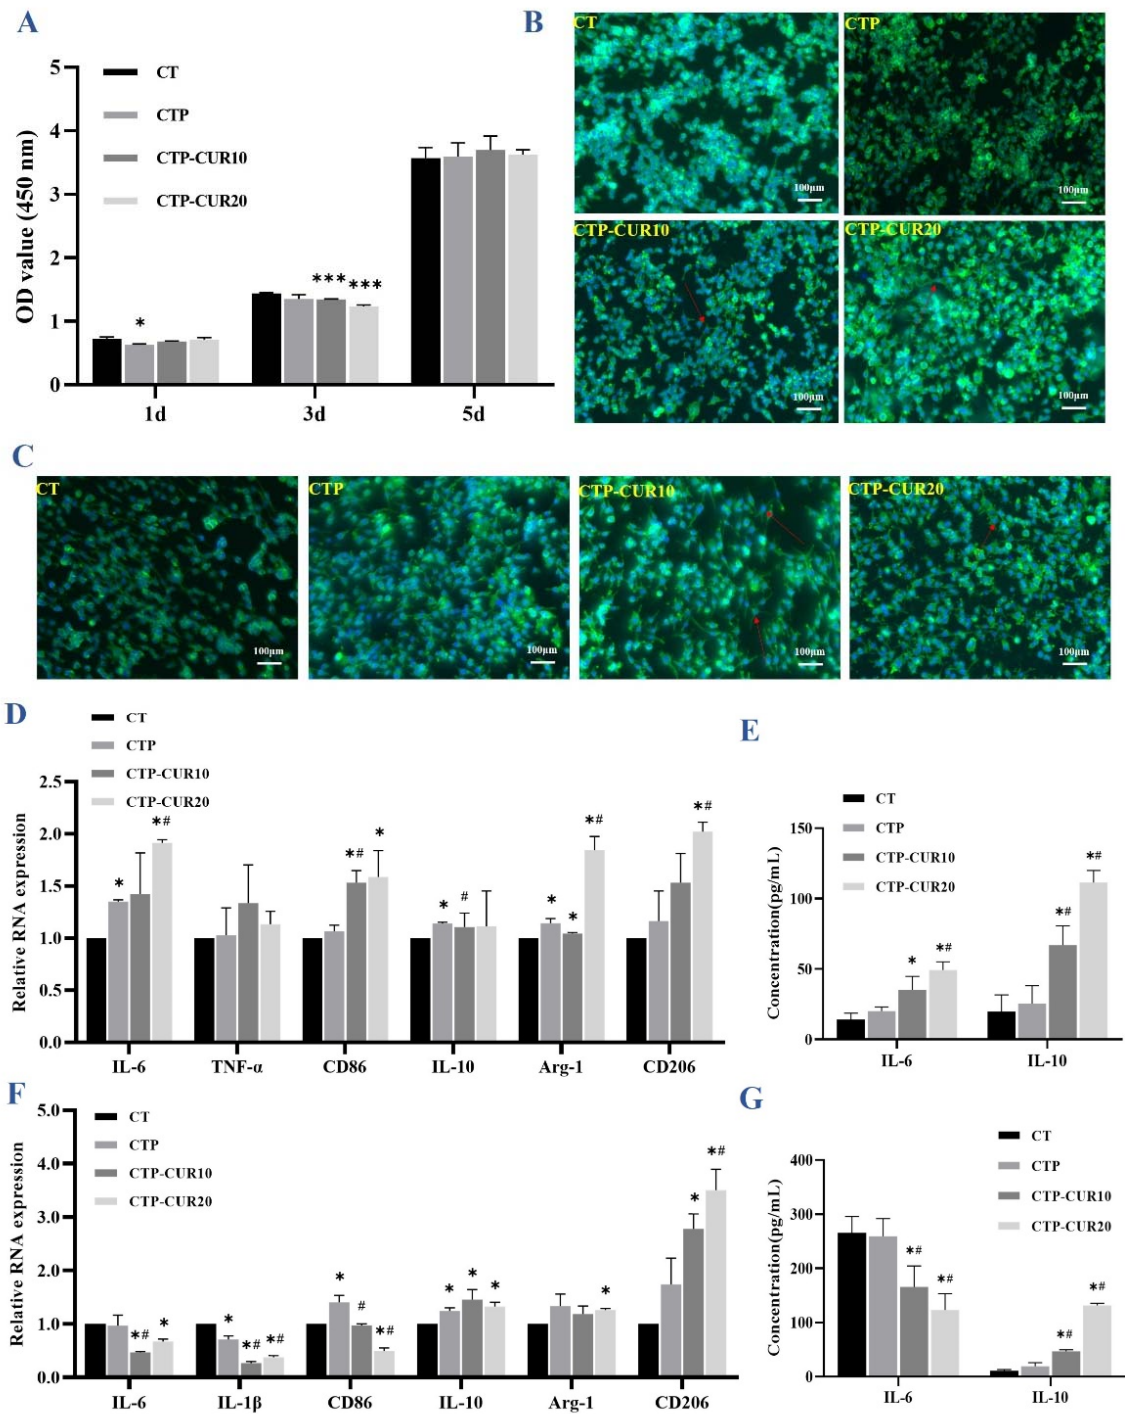 A
5
4
3
2
1
0
OD value (450 nm)
CT
CTP
CTP-CUR10
CTP-CUR20
*
***
***
1d
3d
5d
B
CT
100μm
CTP
100μm
CTP-CUR10
100μm
CTP-CUR20
100μm
C
CT
100μm
CTP
100μm
CTP-CUR10
100μm
CTP-CUR20
100μm
D
CT
CTP
CTP-CUR10
CTP-CUR20
Relative RNA expression
2.5
2.0
1.5
1.0
0.5
0.0
*
*#
*#
*
*
#
*
*
*#
*#
IL-6
TNF-α
CD86
IL-10
Arg-1
CD206
E
CT
CTP
CTP-CUR10
CTP-CUR20
Concentration(pg/mL)
150
100
50
0
*
*#
*#
*#
IL-6
IL-10
F
CT
CTP
CTP-CUR10
CTP-CUR20
Relative RNA expression
5.0
4.0
3.0
2.0
1.0
0.0
*#
*
*
*#
*#
*
#
*#
*
*
*
*
*
*#
IL-6
IL-1β
CD86
IL-10
Arg-1
CD206
G
CT
CTP
CTP-CUR10
CTP-CUR20
Concentration(pg/mL)
400
300
200
100
0
*#
*#
*#
*#
IL-6
IL-10